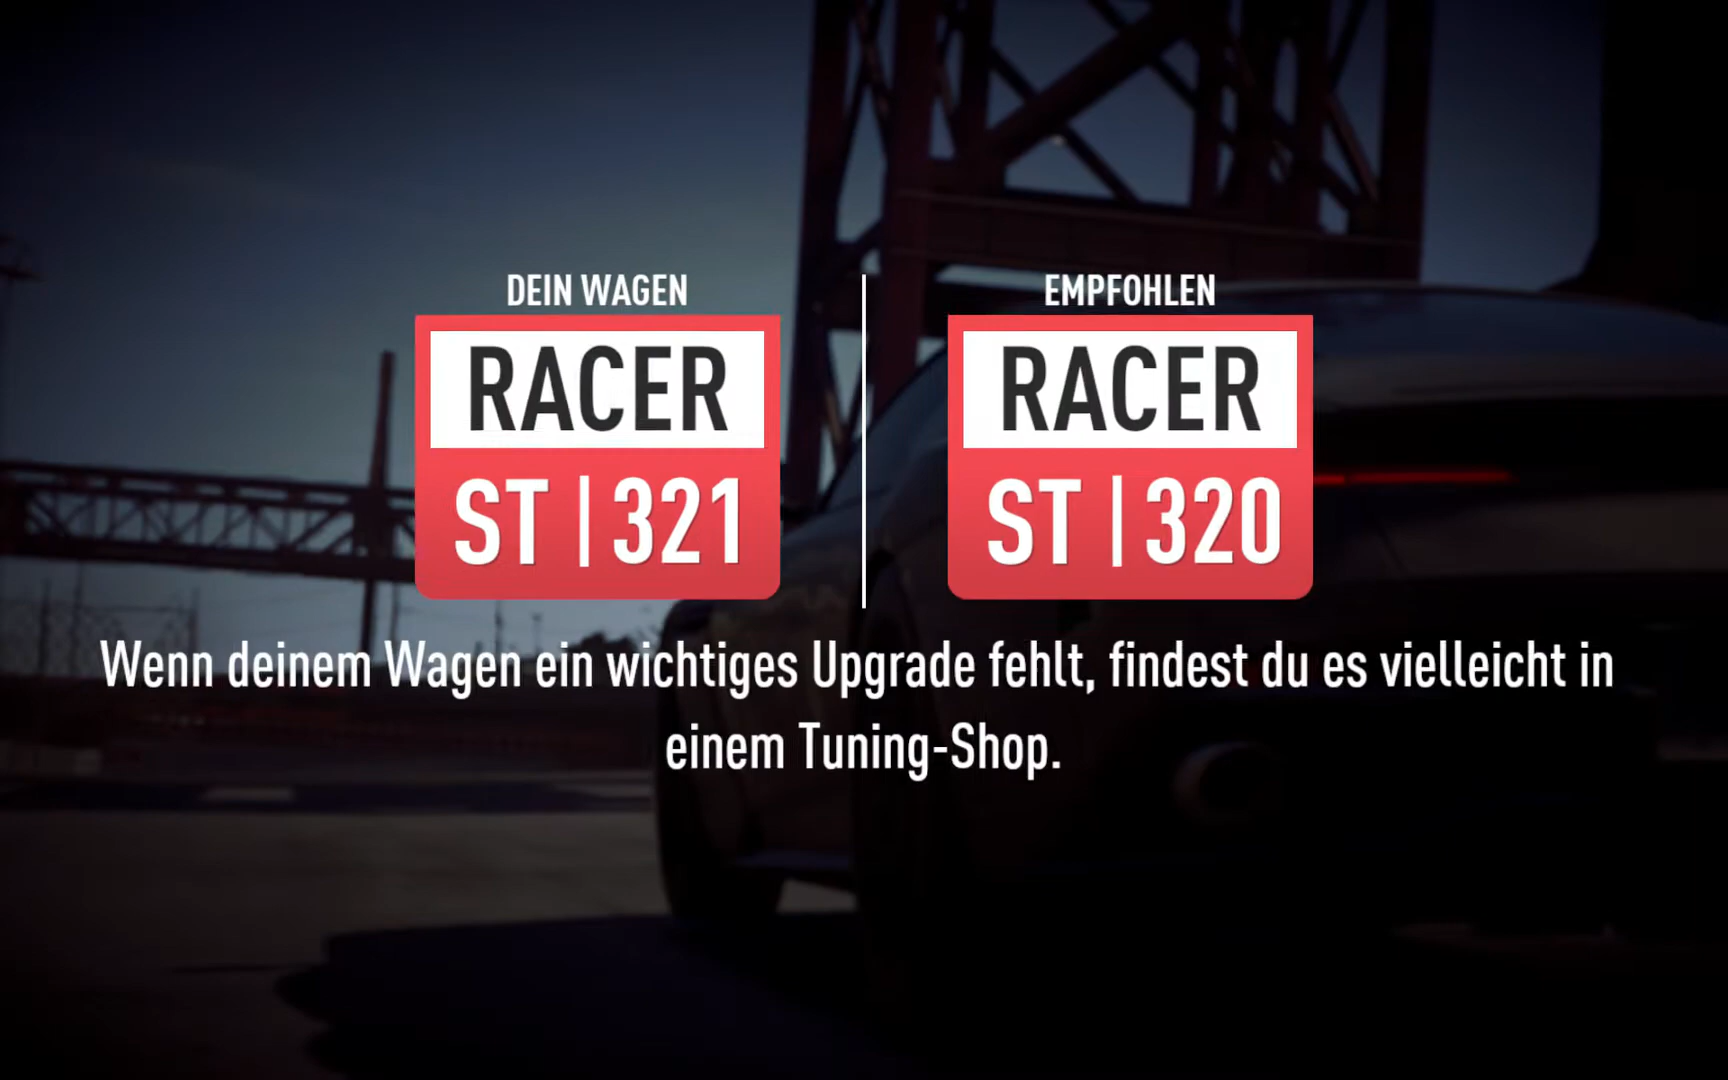 DEIN WAGEN
RACER
ST | 321
EMPFOHLEN
RACER
ST | 320
Wenn deinem Wagen ein wichtiges Upgrade fehlt, findest du es vielleicht in
einem Tuning-Shop.